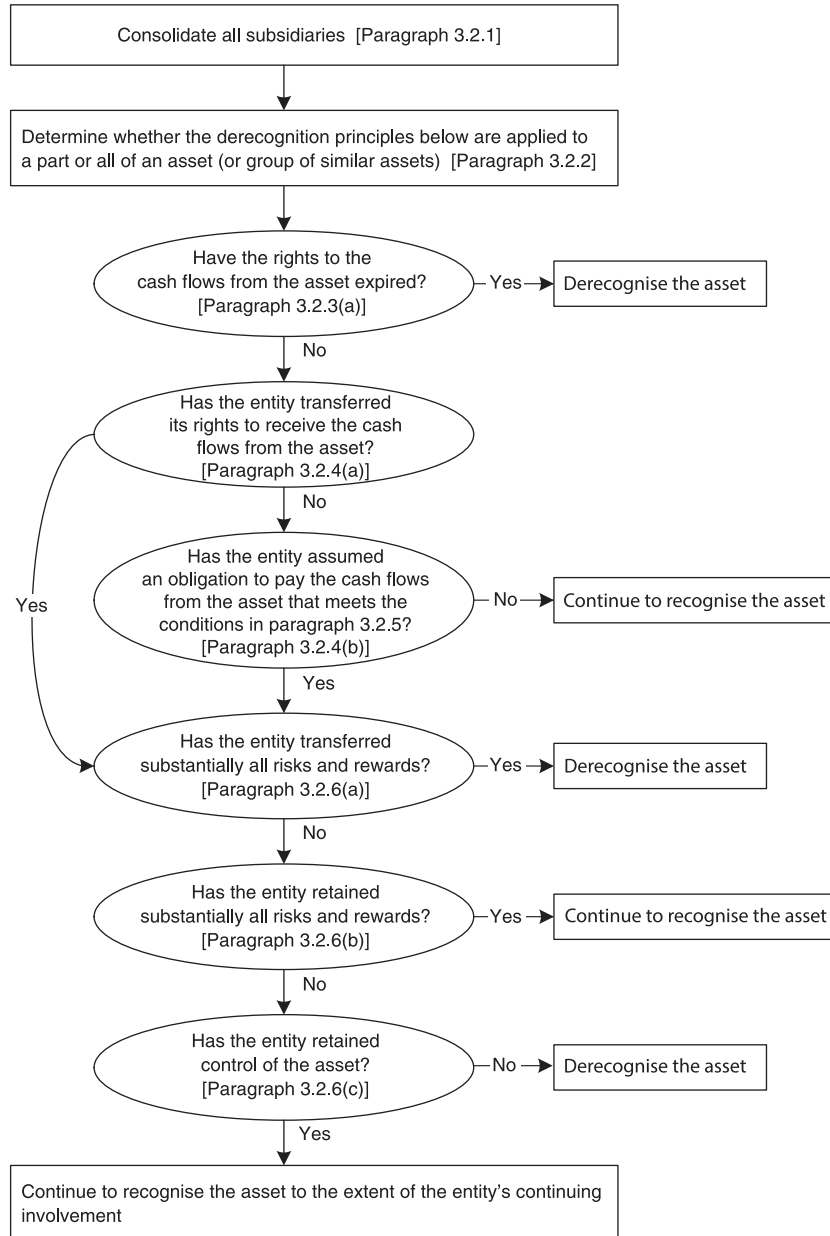 Consolidate all subsidiaries [Paragraph 3.2.1]
Determine whether the derecognition principles below are applied to
a part or all of an asset (or group of similar assets) [Paragraph 3.2.2]
Have the rights to the
cash flows from the asset expired?
[Paragraph 3.2.3(a)]
Yes
Derecognise the asset
No
Has the entity transferred
its rights to receive the cash
flows from the asset?
[Paragraph 3.2.4(a)]
No
Yes
Has the entity assumed
an obligation to pay the cash flows
from the asset that meets the
conditions in paragraph 3.2.5?
[Paragraph 3.2.4(b)]
No
Continue to recognise the asset
Yes
Has the entity transferred
substantially all risks and rewards?
[Paragraph 3.2.6(a)]
Yes
Derecognise the asset
No
Has the entity retained
substantially all risks and rewards?
[Paragraph 3.2.6(b)]
Yes
Continue to recognise the asset
No
Has the entity retained
control of the asset?
[Paragraph 3.2.6(c)]
No
Derecognise the asset
Yes
Continue to recognise the asset to the extent of the entity's continuing
involvement